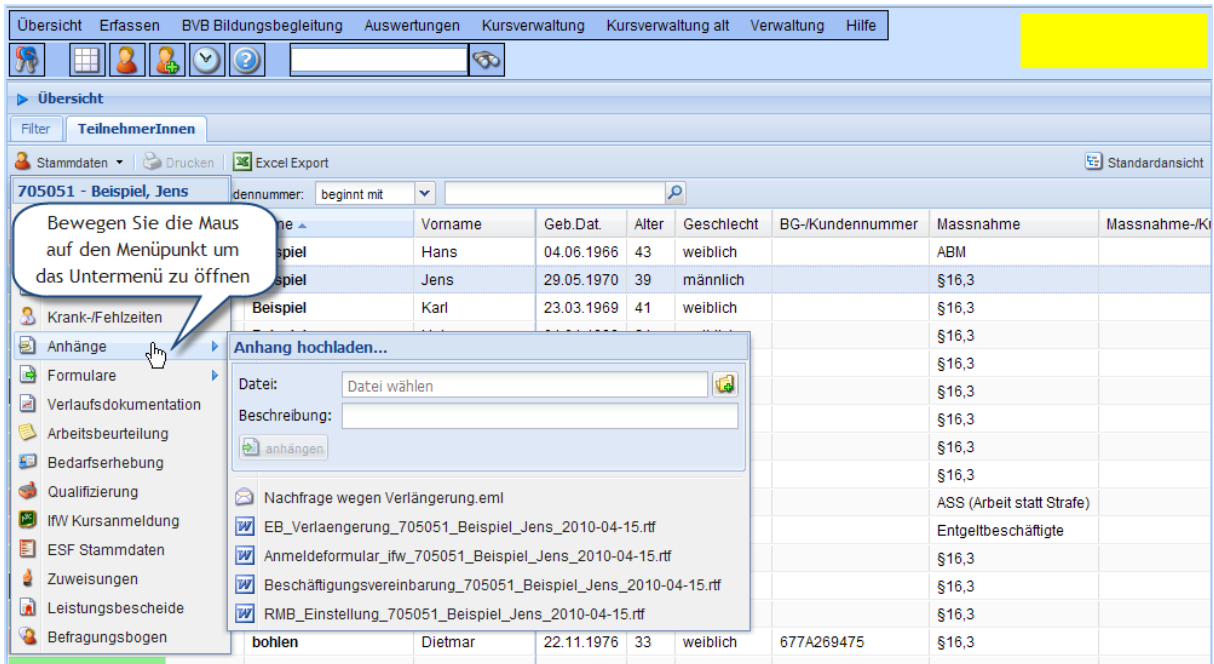 Übersicht Erfassen BVB Bildungsbegleitung Auswertungen Kursverwaltung Kursverwaltung alt Verwaltung Hilfe
Übersicht
Filter TeilnehmerInnen
Stammdaten Drucken Excel Export Standardansicht
705051 - Beispiel, Jens
dennummer: beginnt mit
Bewegen Sie die Maus
auf den Menüpunkt um
das Untermenü zu öffnen
Vorname Geb.Dat. Alter Geschlecht BG-/Kundennummer Massnahme Massnahme-/Ku
Hans 04.06.1966 43 weiblich ABM
Jens 29.05.1970 39 männlich §16,3
Beispiel Karl 23.03.1969 41 weiblich §16,3
§16,3
§16,3
§16,3
§16,3
§16,3
§16,3
ASS (Arbeit statt Strafe)
Entgeltbeschäftigte
§16,3
§16,3
§16,3
bohlen Dietmar 22.11.1976 33 weiblich 677A269475 §16,3
Krank-/Fehlzeiten
Anhänge
Formulare
Verlaufsdokumentation
Arbeitsbeurteilung
Bedarfserhebung
Qualifizierung
IfW Kursanmeldung
ESF Stammdaten
Zuweisungen
Leistungsbescheide
Befragungsbogen
Anhang hochladen...
Datei: Datei wählen
Beschreibung:
anhängen
Nachfrage wegen Verlängerung.eml
EB_Verlaengerung_705051_Beispiel_Jens_2010-04-15.rtf
Anmeldeformular_ifw_705051_Beispiel_Jens_2010-04-15.rtf
Beschäftigungsvereinbarung_705051_Beispiel_Jens_2010-04-15.rtf
RMB_Einstellung_705051_Beispiel_Jens_2010-04-15.rtf